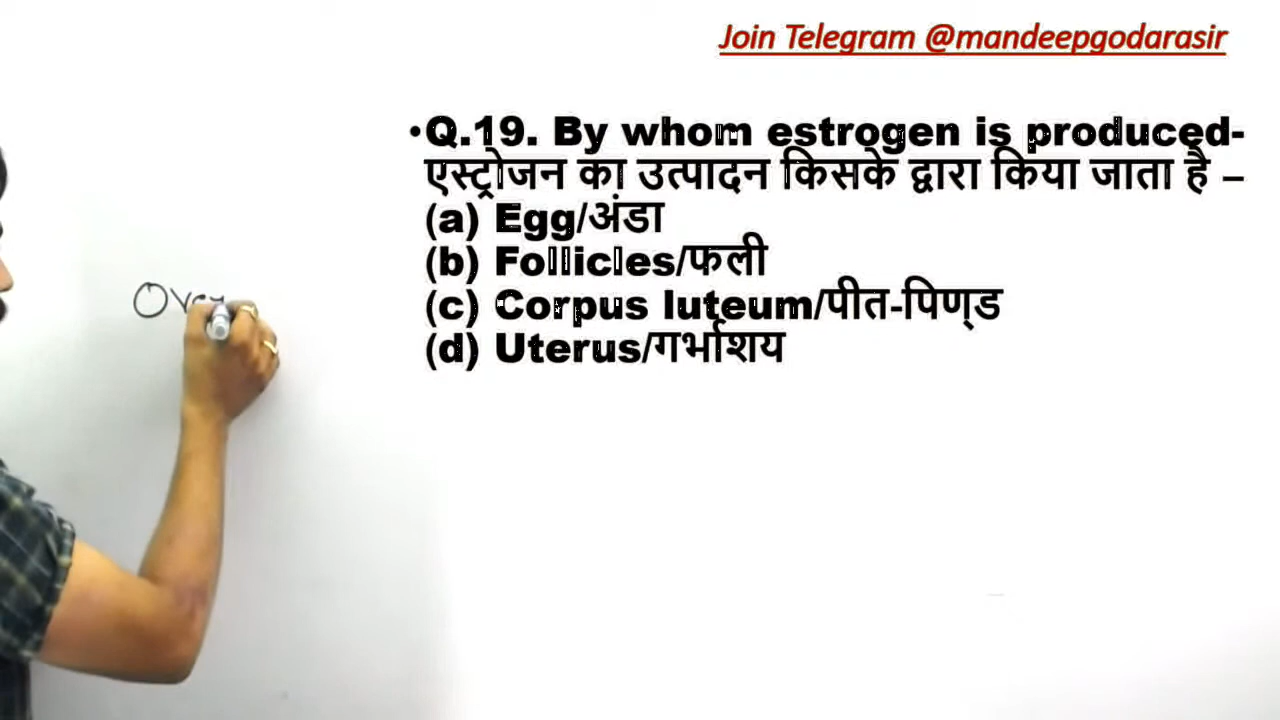 Join Telegram @mandeepgodarasir
•Q.19. By whom estrogen is produced-
एस्ट्रोजन का उत्पादन किसके द्वारा किया जाता है –
(a) Egg/अंडा
(b) Follicles/फली
(c) Corpus luteum/पीत-पिण्ड
(d) Uterus/गर्भाशय